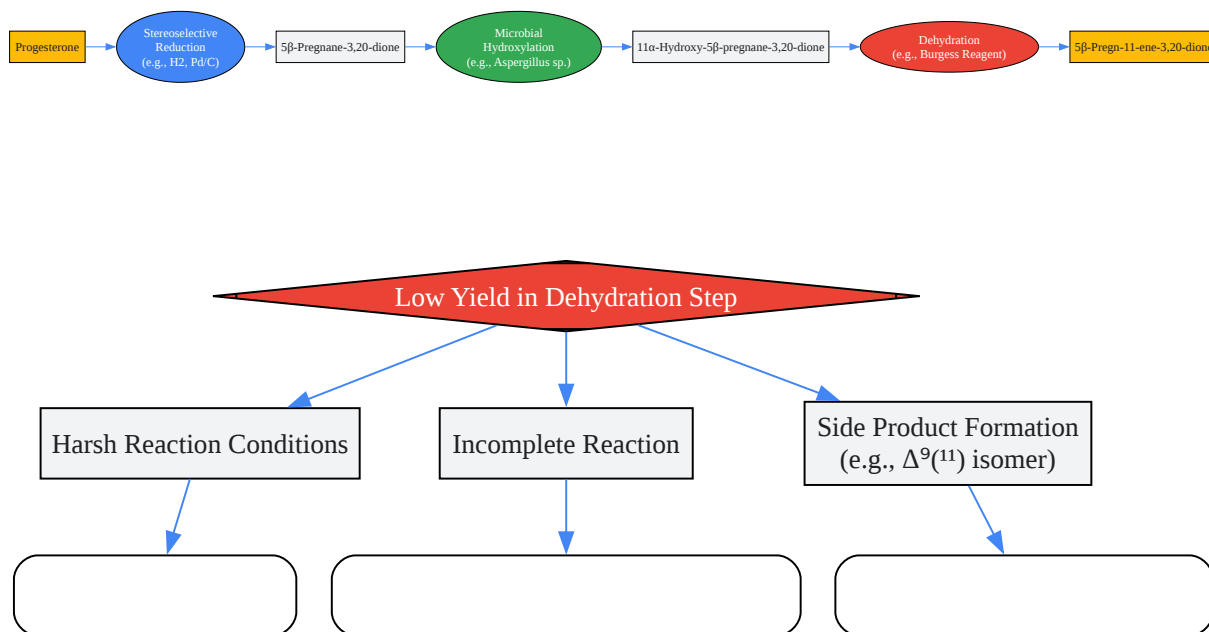 Progesterone
Stereoselective
Reduction
(e.g., H2, Pd/C)
5β-Pregnane-3,20-dione
Microbial
Hydroxylation
(e.g., Aspergillus sp.)
11α-Hydroxy-5β-pregnane-3,20-dione
Dehydration
(e.g., Burgess Reagent)
5β-Pregn-11-ene-3,20-dione
Low Yield in Dehydration Step
Harsh Reaction Conditions
Incomplete Reaction
Side Product Formation
(e.g., Δ⁹(¹¹) isomer)